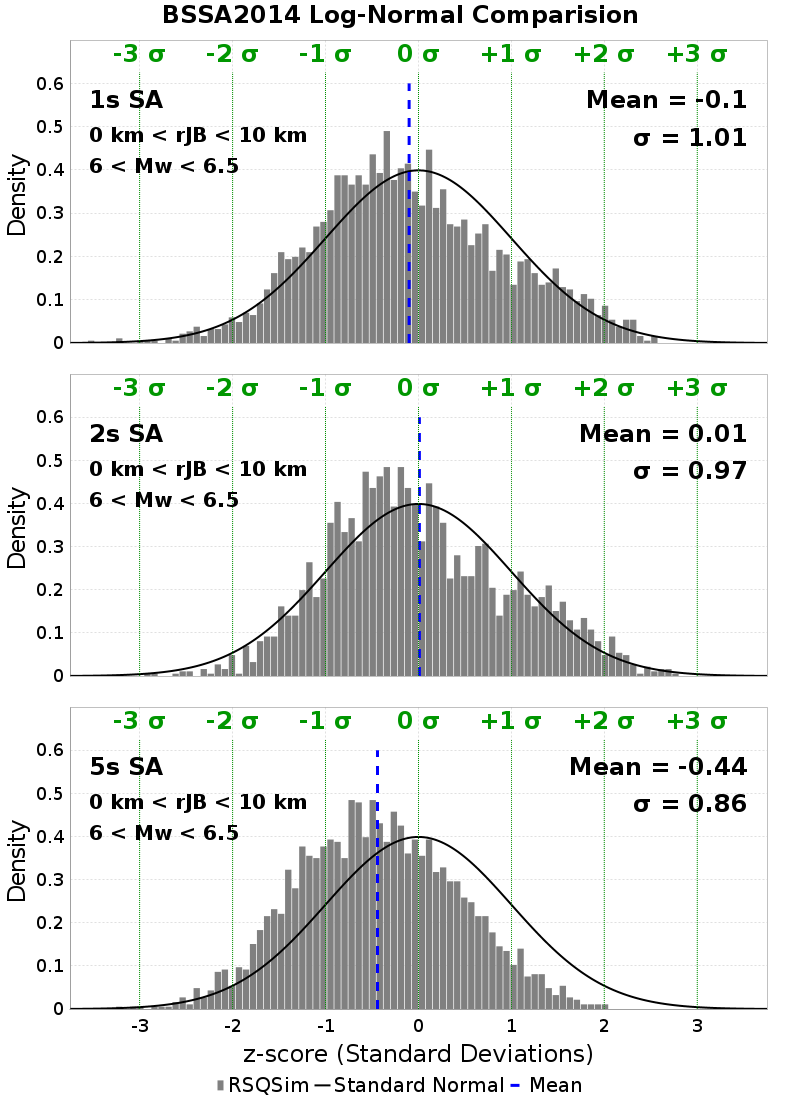 BSSA2014 Log-Normal Comparision
-3 σ -2 σ -1 σ 0 σ +1 σ +2 σ +3 σ
0.6
0.5
0.4
0.3
0.2
0.1
0
Density
1s SA
0 km < rJB < 10 km
6 < Mw < 6.5
Mean = -0.1
σ = 1.01
-3 σ -2 σ -1 σ 0 σ +1 σ +2 σ +3 σ
0.6
0.5
0.4
0.3
0.2
0.1
0
Density
2s SA
0 km < rJB < 10 km
6 < Mw < 6.5
Mean = 0.01
σ = 0.97
-3 σ -2 σ -1 σ 0 σ +1 σ +2 σ +3 σ
0.6
0.5
0.4
0.3
0.2
0.1
0
Density
5s SA
0 km < rJB < 10 km
6 < Mw < 6.5
Mean = -0.44
σ = 0.86
-3 -2 -1 0 1 2 3
z-score (Standard Deviations)
RSQSim Standard Normal Mean